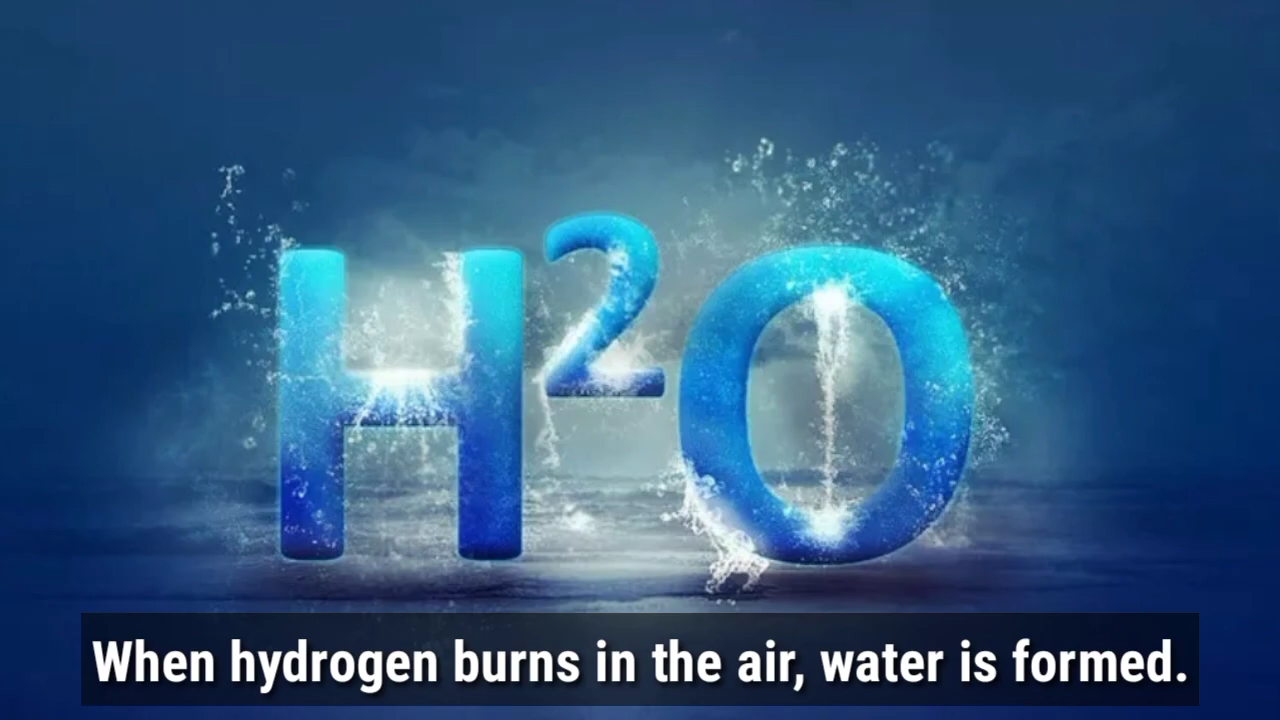 H²O
When hydrogen burns in the air, water is formed.